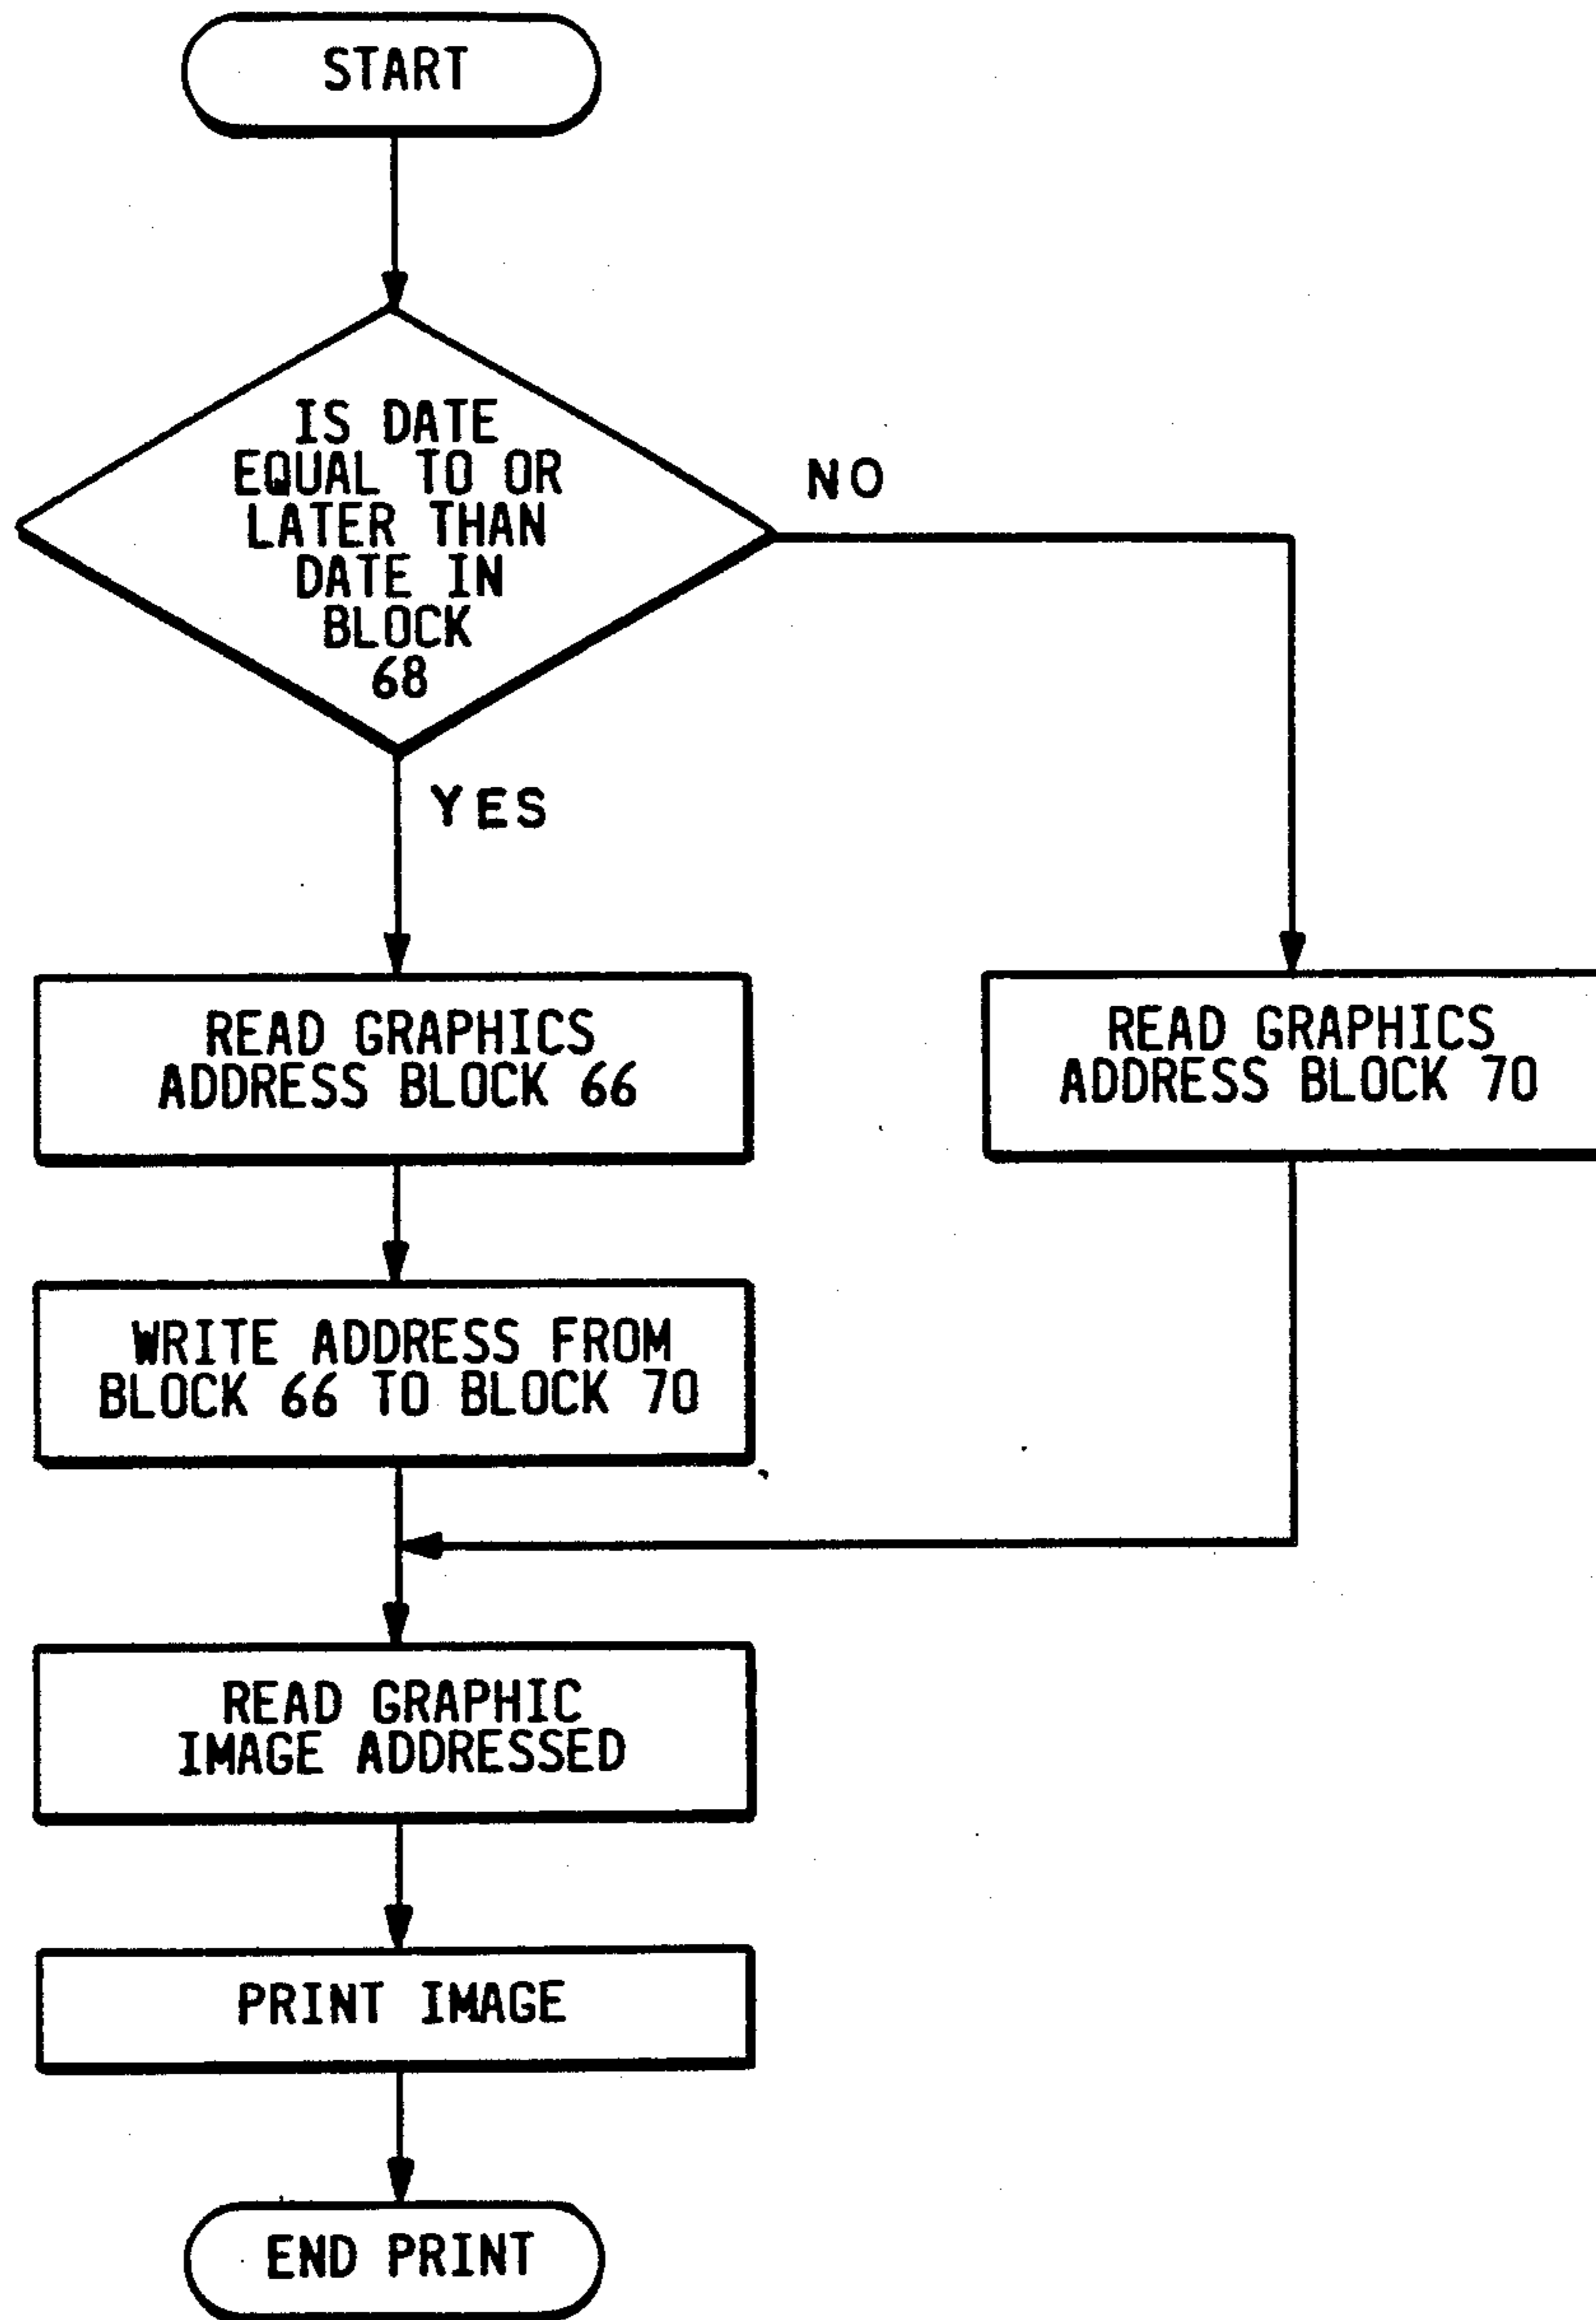 START
IS DATE
EQUAL TO OR
LATER THAN
DATE IN
BLOCK
68
NO
YES
READ GRAPHICS
ADDRESS BLOCK 66
READ GRAPHICS
ADDRESS BLOCK 70
WRITE ADDRESS FROM
BLOCK 66 TO BLOCK 70
READ GRAPHIC
IMAGE ADDRESSED
PRINT IMAGE
END PRINT